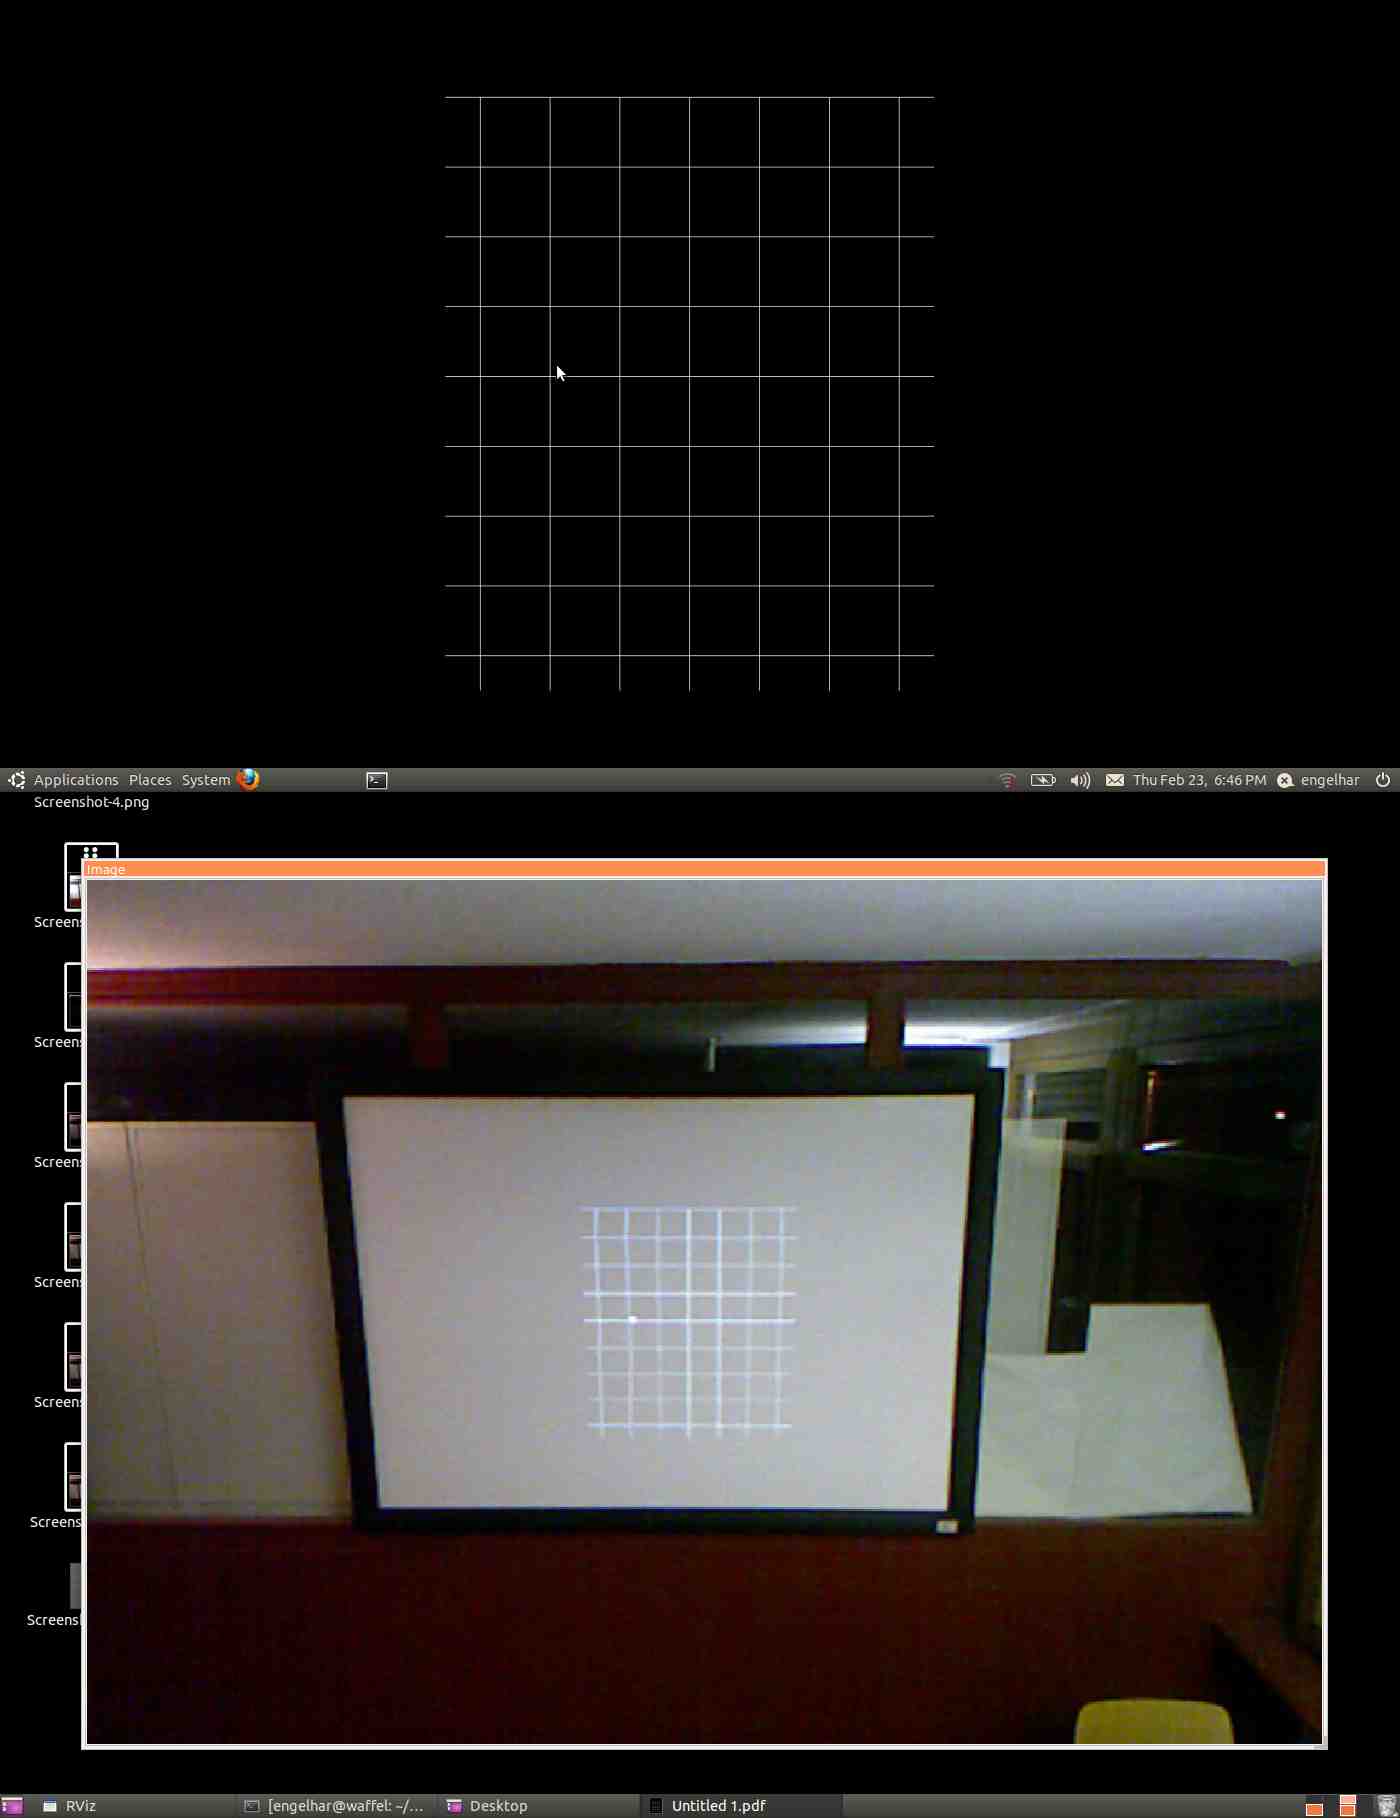 Applications Places System
Thu Feb 23, 6:46 PM engelhar
Screenshot-4.png
Image
Screens
Screens
Screens
Screens
Screens
Screens
Screens
RViz
[engelhar@waffel: ~/...
Desktop
Untitled 1.pdf